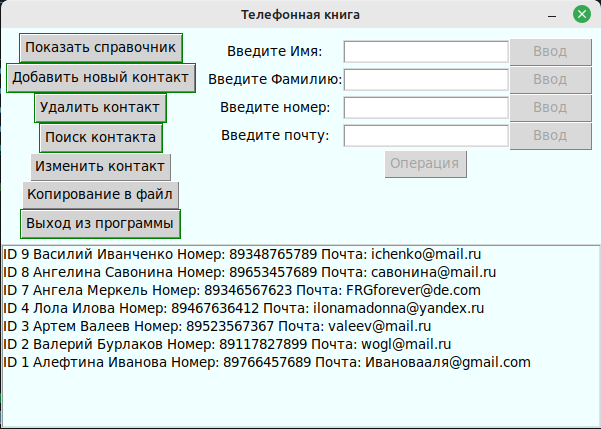 Телефонная книга
Показать справочник
Добавить новый контакт
Удалить контакт
Поиск контакта
Изменить контакт
Копирование в файл
Выход из программы
Введите Имя: Ввод
Введите Фамилию: Ввод
Введите номер: Ввод
Введите почту: Ввод
Операция
ID 9 Василий Иванченко Номер: 89348765789 Почта: ichenko@mail.ru
ID 8 Ангелина Савонина Номер: 89653457689 Почта: савонина@mail.ru
ID 7 Ангела Меркель Номер: 89346567623 Почта: FRGforever@de.com
ID 4 Лола Илова Номер: 89467636412 Почта: ilonamadonna@yandex.ru
ID 3 Артем Валеев Номер: 89523567367 Почта: valeev@mail.ru
ID 2 Валерий Бурлаков Номер: 89117827899 Почта: wogl@mail.ru
ID 1 Алефтина Иванова Номер: 89766457689 Почта: Ивановааля@gmail.com